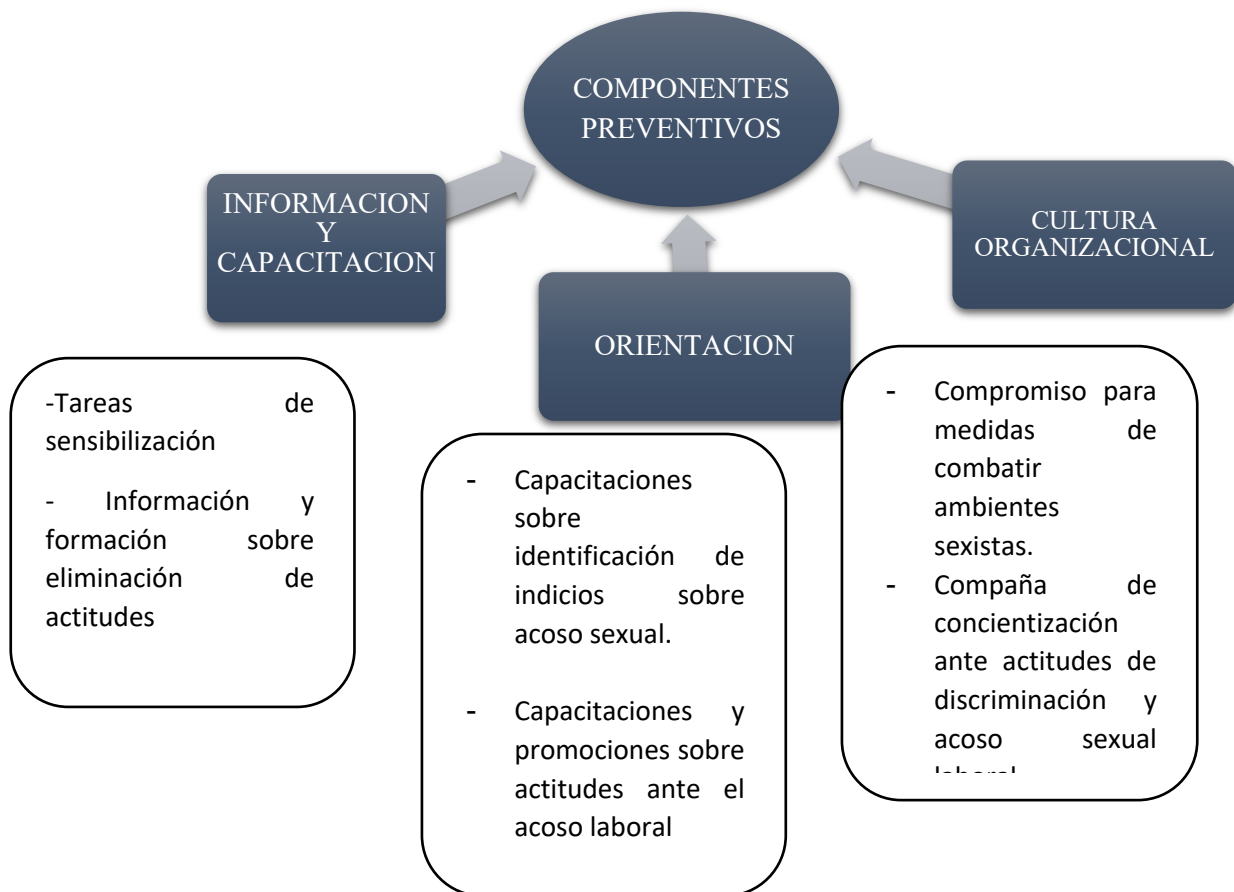 COMPONENTES
PREVENTIVOS
INFORMACION
Y
CAPACITACION
ORIENTACION
CULTURA
ORGANIZACIONAL
-Tareas de
sensibilización
- Información y
formación sobre
eliminación de
actitudes
- Capacitaciones
sobre
identificación de
indicios sobre
acoso sexual.
- Capacitaciones y
promociones sobre
actitudes ante el
acoso laboral
- Compromiso para
medidas de
combatir
ambientes
sexistas.
- Compaña de
concientización
ante actitudes de
discriminación y
acoso sexual